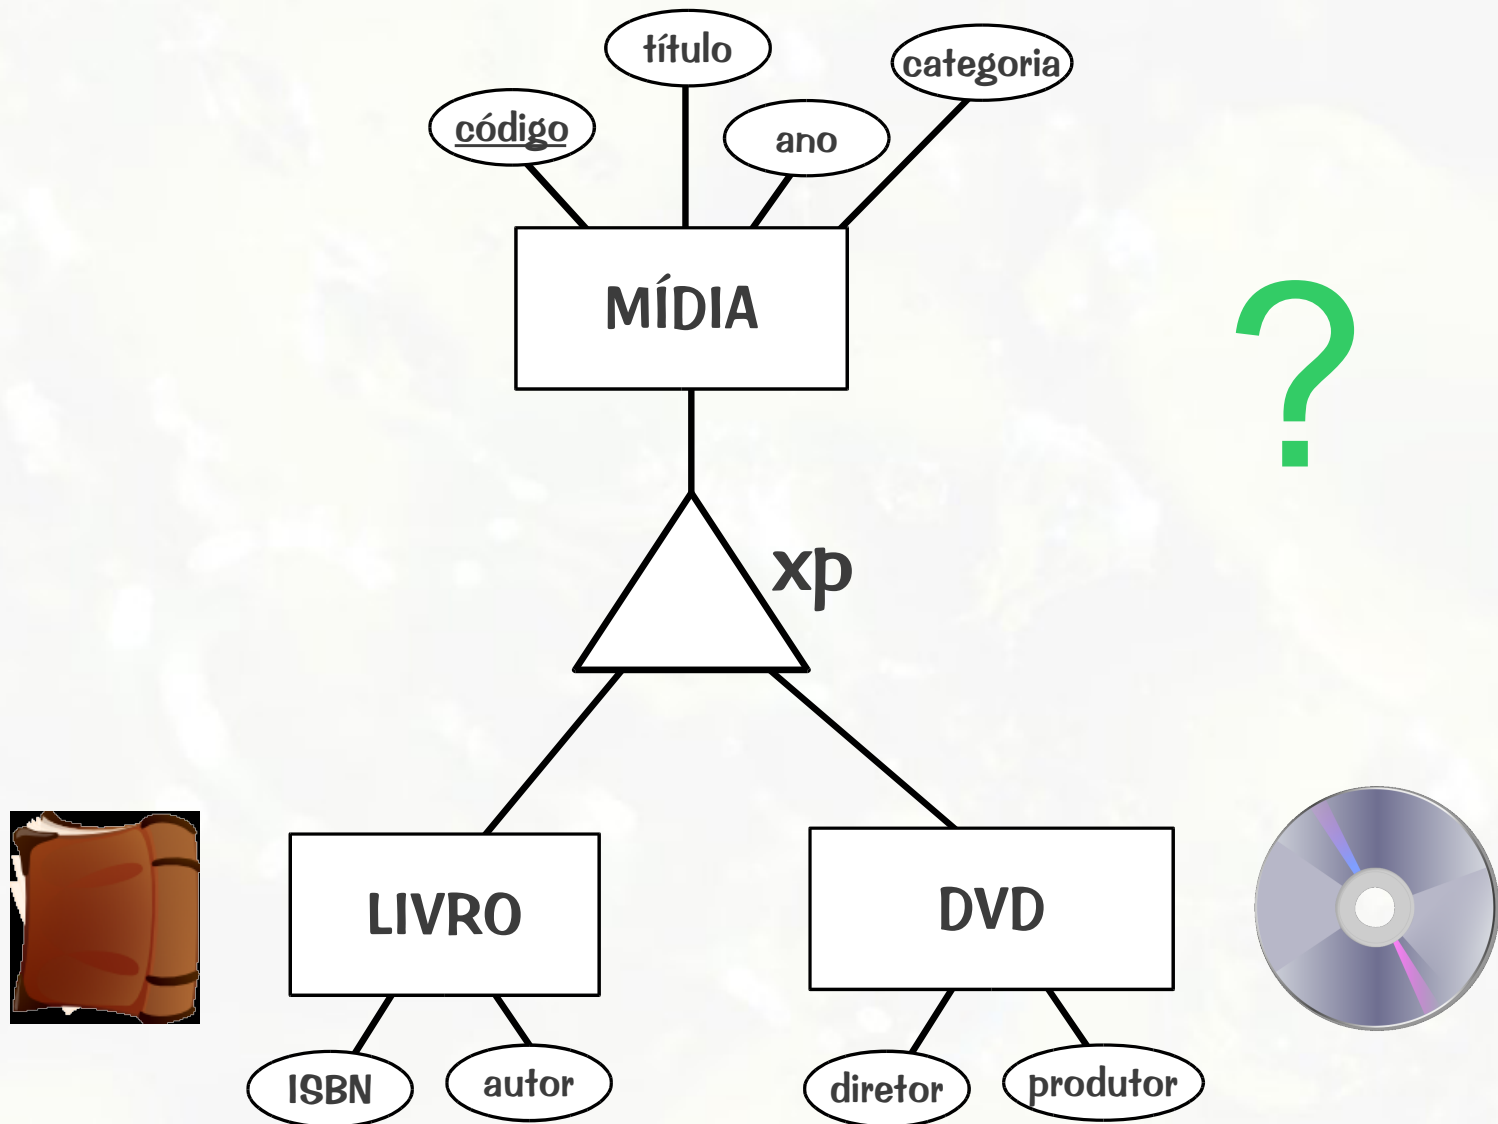 título
categoria
código
ano
MÍDIA
?
xp
LIVRO
DVD
ISBN
autor
diretor
produtor